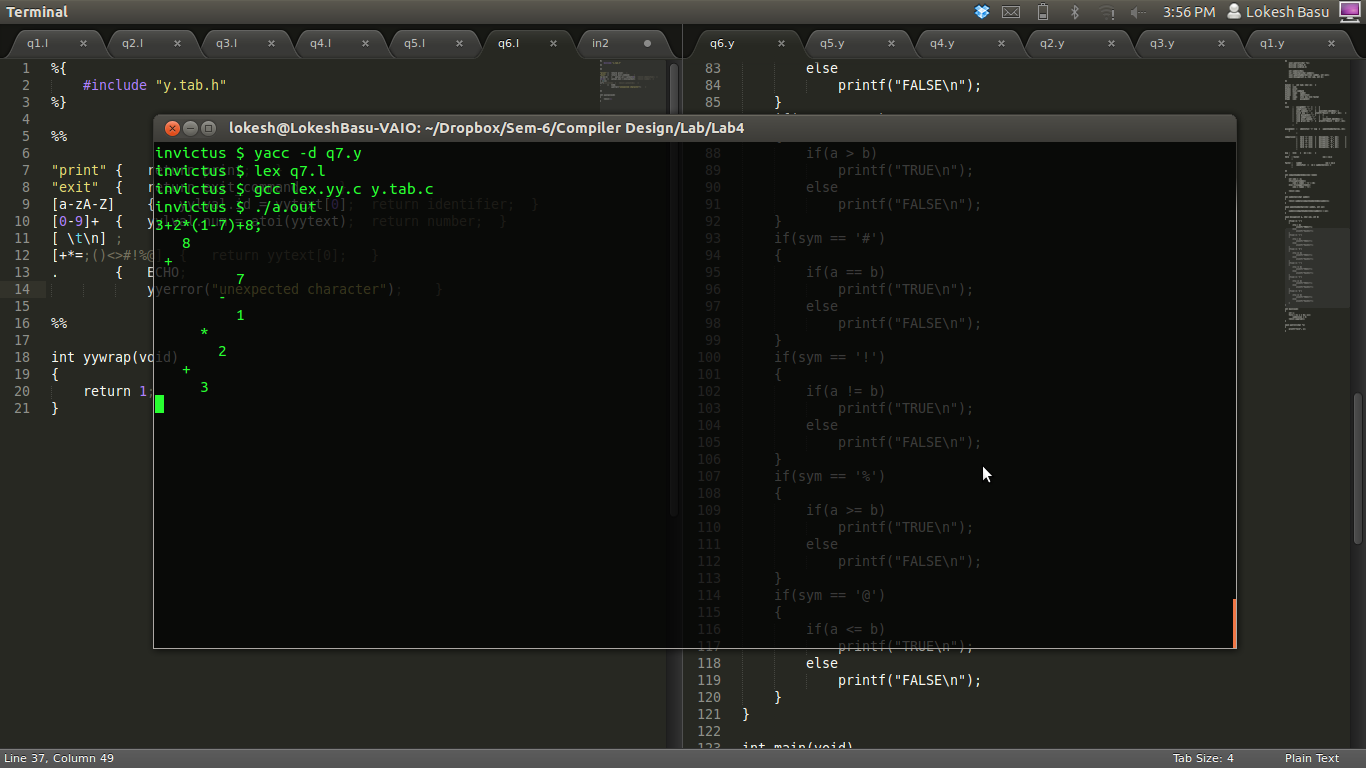 Terminal
3:56 PM Lokesh Basu
q1.l × q2.l × q3.l × q4.l × q5.l × q6.l × in2
q6.y × q5.y × q4.y × q2.y × q3.y × q1.y ×
1 %{
2 #include "y.tab.h"
3 %}
4
5 %%
6
7 "print" {
8 "exit" {
9 [a-zA-Z] { = yytext[0]; return identifier; }
10 [0-9]+ { atoi(yytext) return number; }
11 [ \t\n] ;
12 [+*=;()<>#!%@] { return yytext[0]; }
13 . { ECHO;
14 yyerror("unexpected character"); }
15
16 %%
17
18 int yywrap(void)
19 {
20 return 1;
21 }
lokesh@LokeshBasu-VAIO: ~/Dropbox/Sem-6/Compiler Design/Lab/Lab4
invictus $ yacc -d q7.y
invictus $ lex q7.l
invictus $ gcc lex.yy.c y.tab.c
invictus $ ./a.out
3+2*(1-7)+8;
8
+
7
-
1
*
2
+
3
83 else
84 printf("FALSE\n");
85 }
88 if(a > b)
89 printf("TRUE\n");
90 else
91 printf("FALSE\n");
92 }
93 if(sym == '#')
94 {
95 if(a == b)
96 printf("TRUE\n");
97 else
98 printf("FALSE\n");
99 }
100 if(sym == '!')
101 {
102 if(a != b)
103 printf("TRUE\n");
104 else
105 printf("FALSE\n");
106 }
107 if(sym == '%')
108 {
109 if(a >= b)
110 printf("TRUE\n");
111 else
112 printf("FALSE\n");
113 }
114 if(sym == '@')
115 {
116 if(a <= b)
117 printf("TRUE\n");
118 else
119 printf("FALSE\n");
120 }
121 }
122
123 int main(void)
Line 37, Column 49
Tab Size: 4 Plain Text